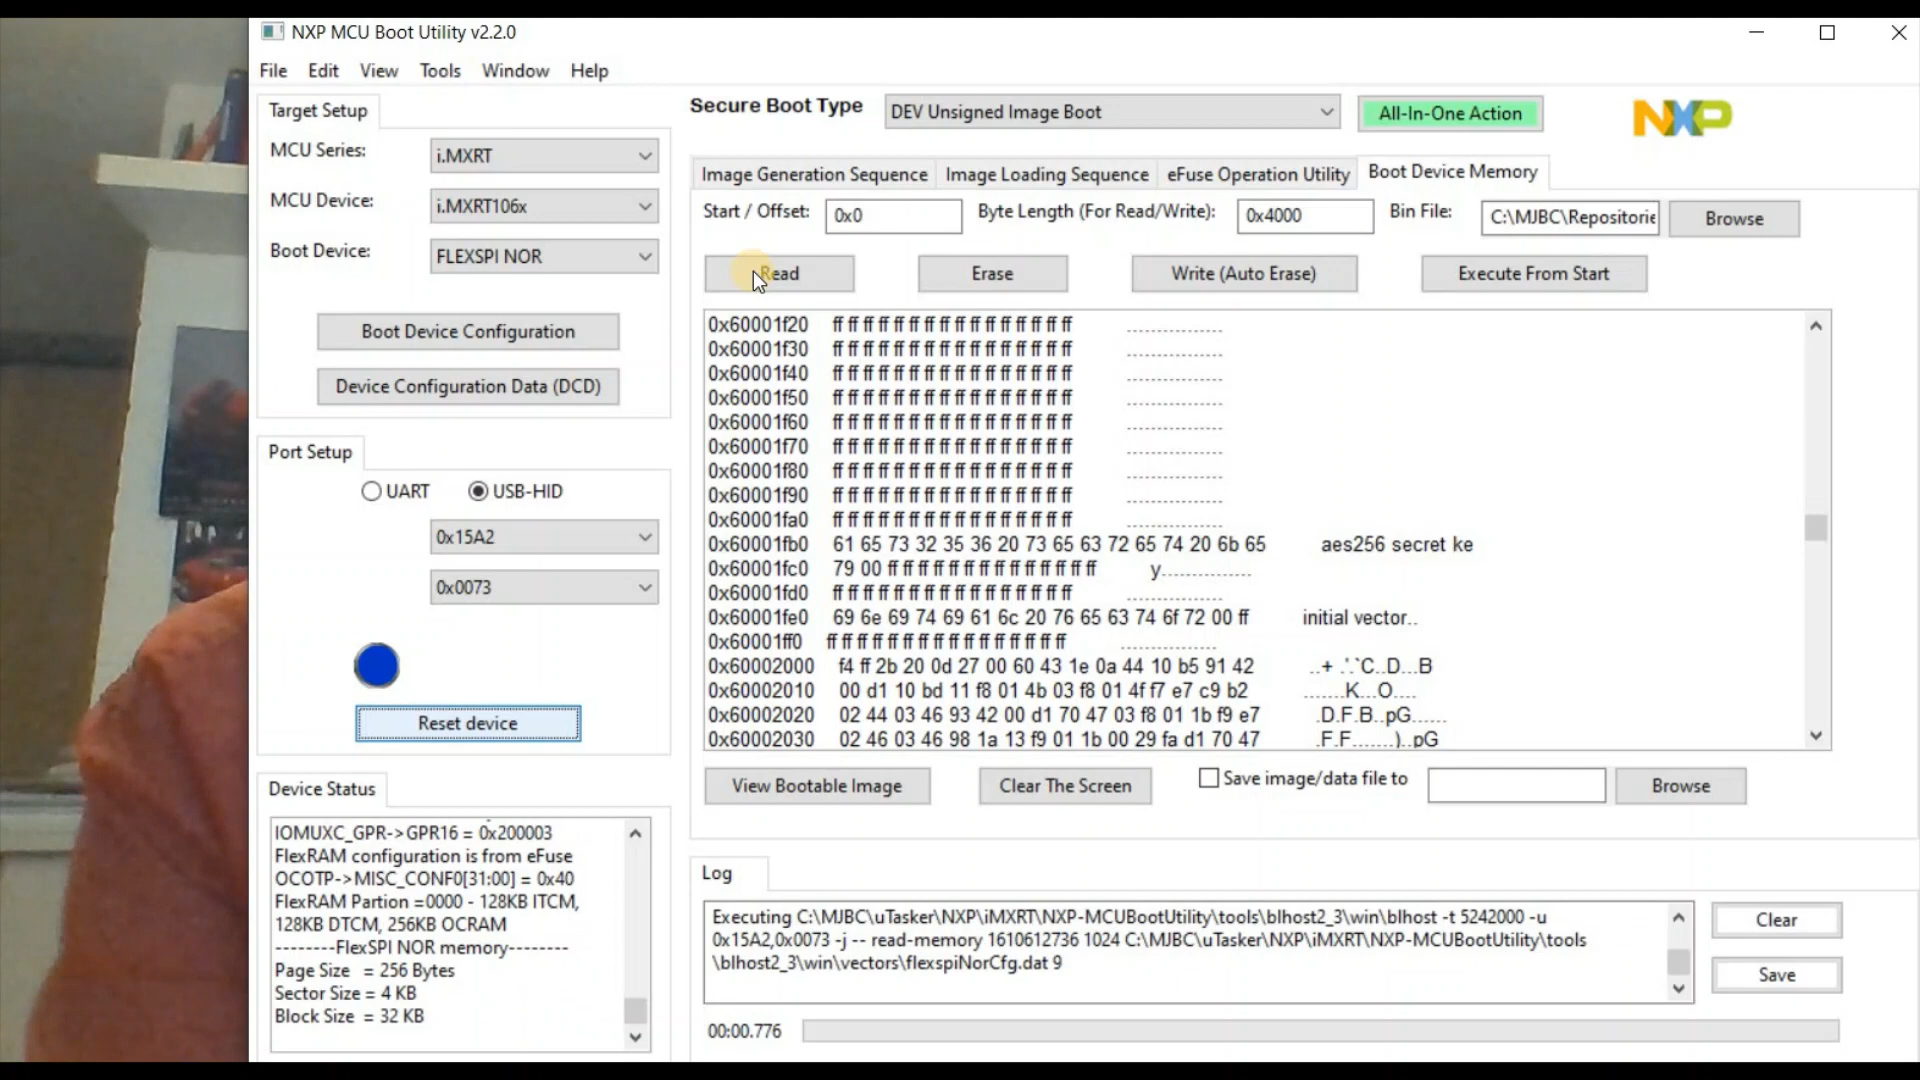 NXP MCU Boot Utility v2.2.0
File Edit View Tools Window Help
Target Setup
MCU Series: i.MXRT
MCU Device: i.MXRT106x
Boot Device: FLEXSPI NOR
Boot Device Configuration
Device Configuration Data (DCD)
Port Setup
UART USB-HID
0x15A2
0x0073
Reset device
Device Status
IOMUXC_GPR->GPR16 = 0x200003
FlexRAM configuration is from eFuse
OCOTP->MISC_CONF0[31:00] = 0x40
FlexRAM Partion =0000 - 128KB ITCM,
128KB DTCM, 256KB OCRAM
--------FlexSPI NOR memory--------
Page Size = 256 Bytes
Sector Size = 4 KB
Block Size = 32 KB
Secure Boot Type DEV Unsigned Image Boot All-In-One Action NXP
Image Generation Sequence Image Loading Sequence eFuse Operation Utility Boot Device Memory
Start / Offset: 0x0 Byte Length (For Read/Write): 0x4000 Bin File: C:\MJBC\Repositorie Browse
Read Erase Write (Auto Erase) Execute From Start
0x60001f20 ff ff ff ff ff ff ff ff ff ff ff ff ff ff ff ff ................
0x60001f30 ff ff ff ff ff ff ff ff ff ff ff ff ff ff ff ff ................
0x60001f40 ff ff ff ff ff ff ff ff ff ff ff ff ff ff ff ff ................
0x60001f50 ff ff ff ff ff ff ff ff ff ff ff ff ff ff ff ff ................
0x60001f60 ff ff ff ff ff ff ff ff ff ff ff ff ff ff ff ff ................
0x60001f70 ff ff ff ff ff ff ff ff ff ff ff ff ff ff ff ff ................
0x60001f80 ff ff ff ff ff ff ff ff ff ff ff ff ff ff ff ff ................
0x60001f90 ff ff ff ff ff ff ff ff ff ff ff ff ff ff ff ff ................
0x60001fa0 ff ff ff ff ff ff ff ff ff ff ff ff ff ff ff ff ................
0x60001fb0 61 65 73 32 35 36 20 73 65 63 72 65 74 20 6b 65 aes256 secret ke
0x60001fc0 79 00 ff ff ff ff ff ff ff ff ff ff ff ff ff ff y...............
0x60001fd0 ff ff ff ff ff ff ff ff ff ff ff ff ff ff ff ff ................
0x60001fe0 69 6e 69 74 69 61 6c 20 76 65 63 74 6f 72 00 ff initial vector..
0x60001ff0 ff ff ff ff ff ff ff ff ff ff ff ff ff ff ff ff ................
0x60002000 f4 ff 2b 20 0d 27 00 60 43 1e 0a 44 10 b5 91 42 ..+ .'.`C..D...B
0x60002010 00 d1 10 bd 11 f8 01 4b 03 f8 01 4f f7 e7 c9 b2 .......K...O....
0x60002020 02 44 03 46 93 42 00 d1 70 47 03 f8 01 1b f9 e7 .D.F.B..pG......
0x60002030 02 46 03 46 98 1a 13 f9 01 1b 00 29 fa d1 70 47 .F.F.......)..pG
View Bootable Image Clear The Screen Save image/data file to Browse
Log
Executing C:\MJBC\uTasker\NXP\iMXRT\NXP-MCUBootUtility\tools\blhost2_3\win\blhost -t 5242000 -u
0x15A2,0x0073 -j -- read-memory 1610612736 1024 C:\MJBC\uTasker\NXP\iMXRT\NXP-MCUBootUtility\tools
\blhost2_3\win\vectors\flexspiNorCfg.dat 9
Clear
Save
00:00.776